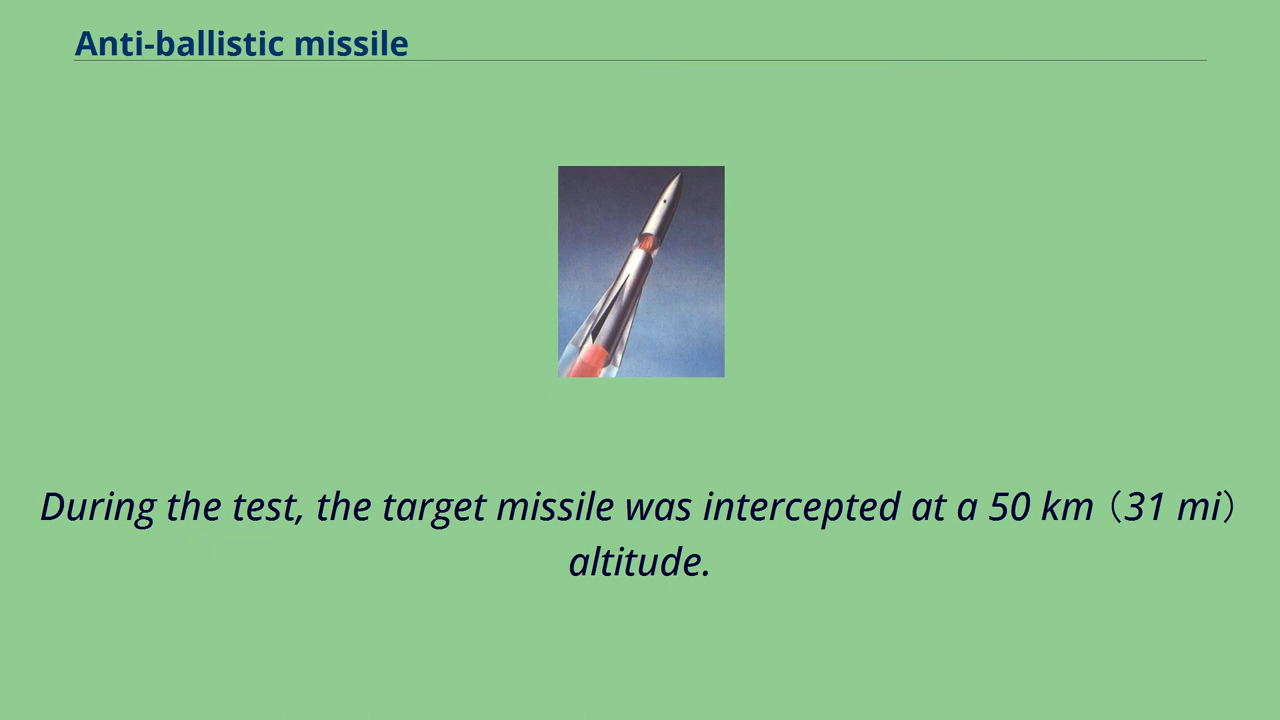 Anti-ballistic missile
During the test, the target missile was intercepted at a 50 km（31 mi）
altitude.